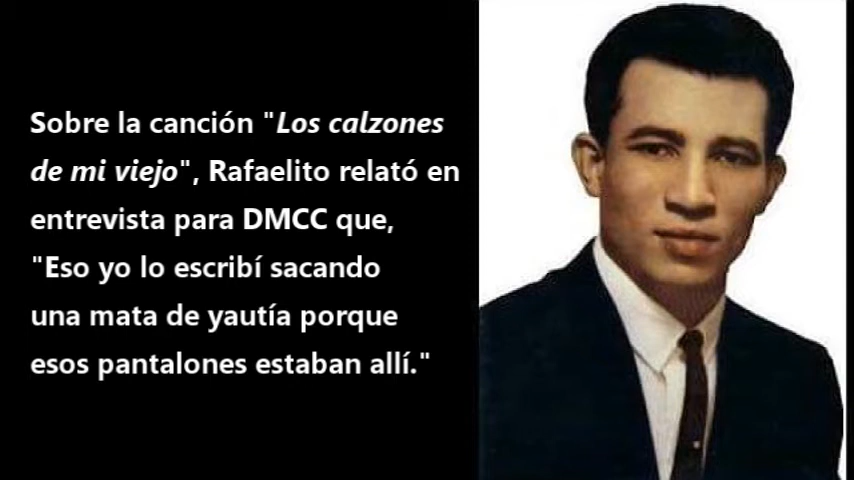 Sobre la canción "Los calzones
de mi viejo", Rafaelito relató en
entrevista para DMCC que,
"Eso yo lo escribí sacando
una mata de yautía porque
esos pantalones estaban allí."